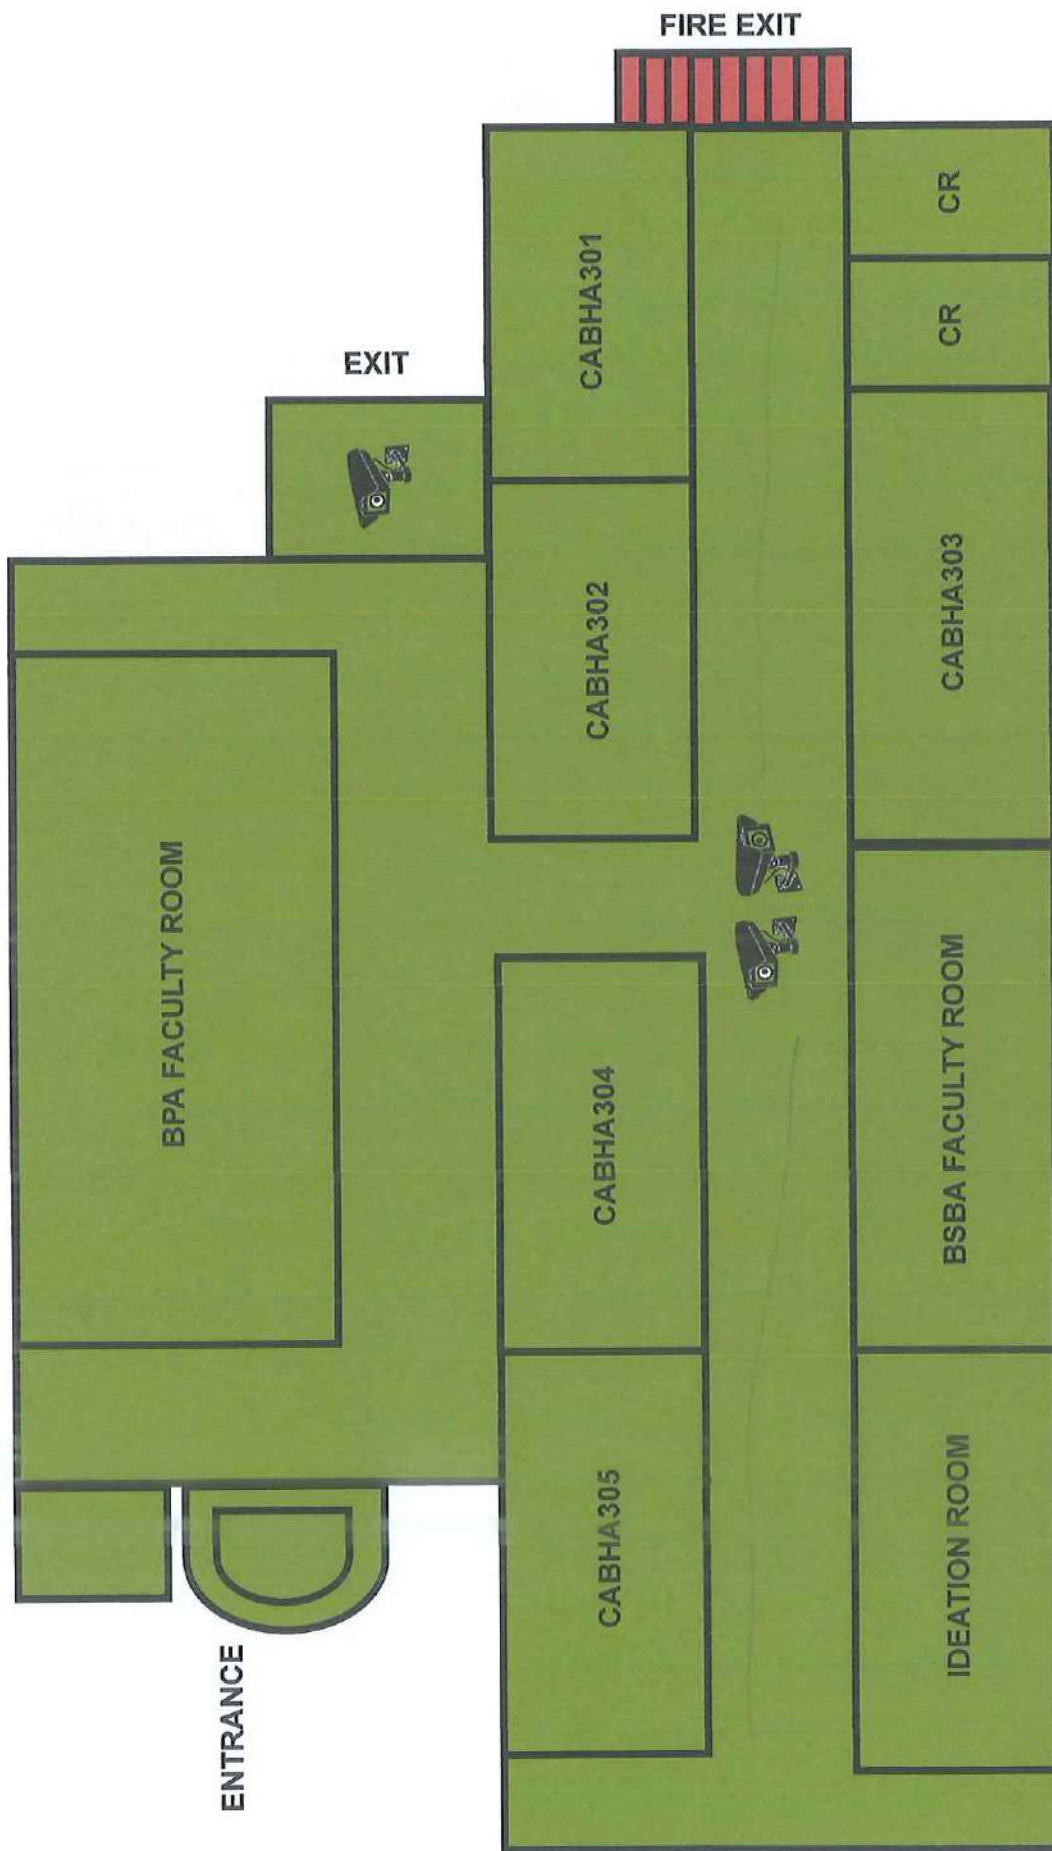 FIRE EXIT
EXIT
CABHA301
CR
CR
CABHA302
CABHA303
BPA FACULTY ROOM
CABHA304
BSBA FACULTY ROOM
CABHA305
IDEATION ROOM
ENTRANCE